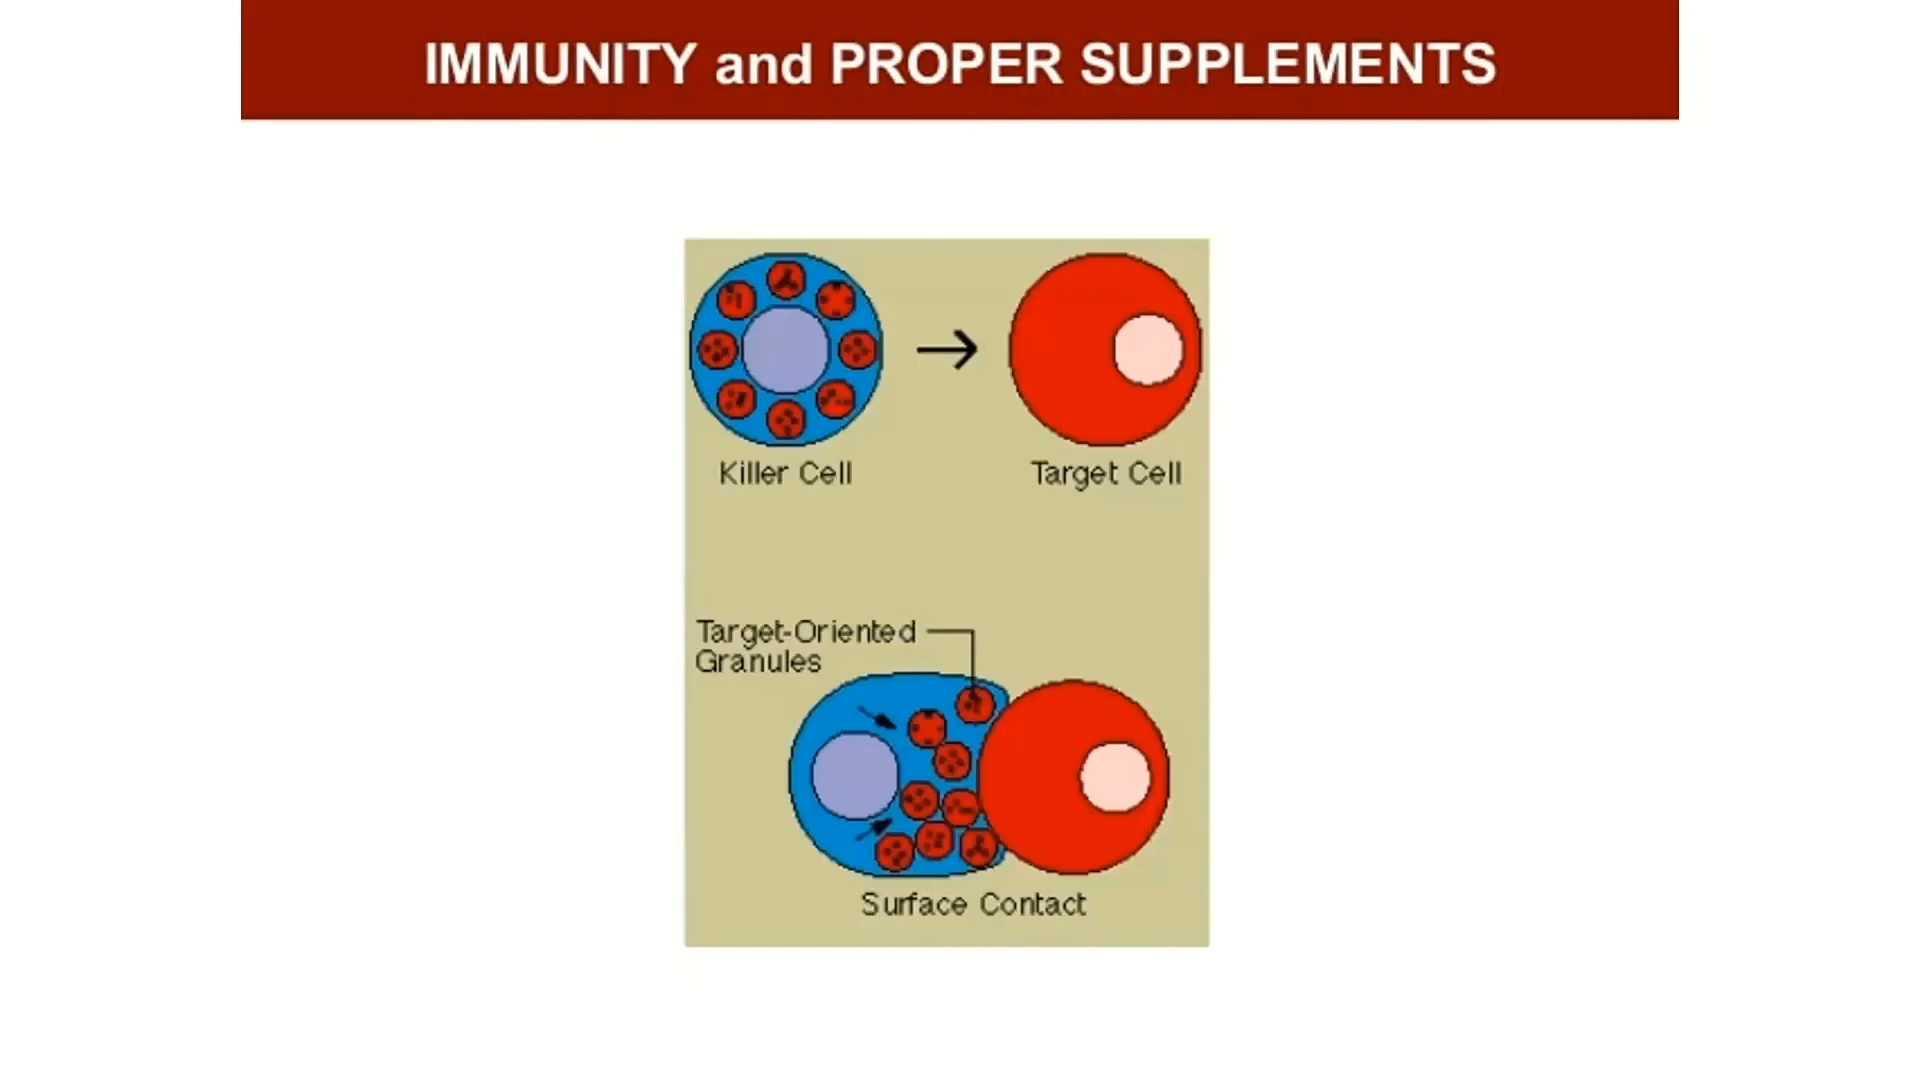 IMMUNITY and PROPER SUPPLEMENTS
Killer Cell
Target Cell
Target-Oriented
Granules
Surface Contact